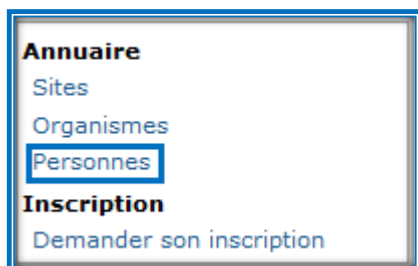 Annuaire
Sites
Organismes
Personnes
Inscription
Demander son inscription